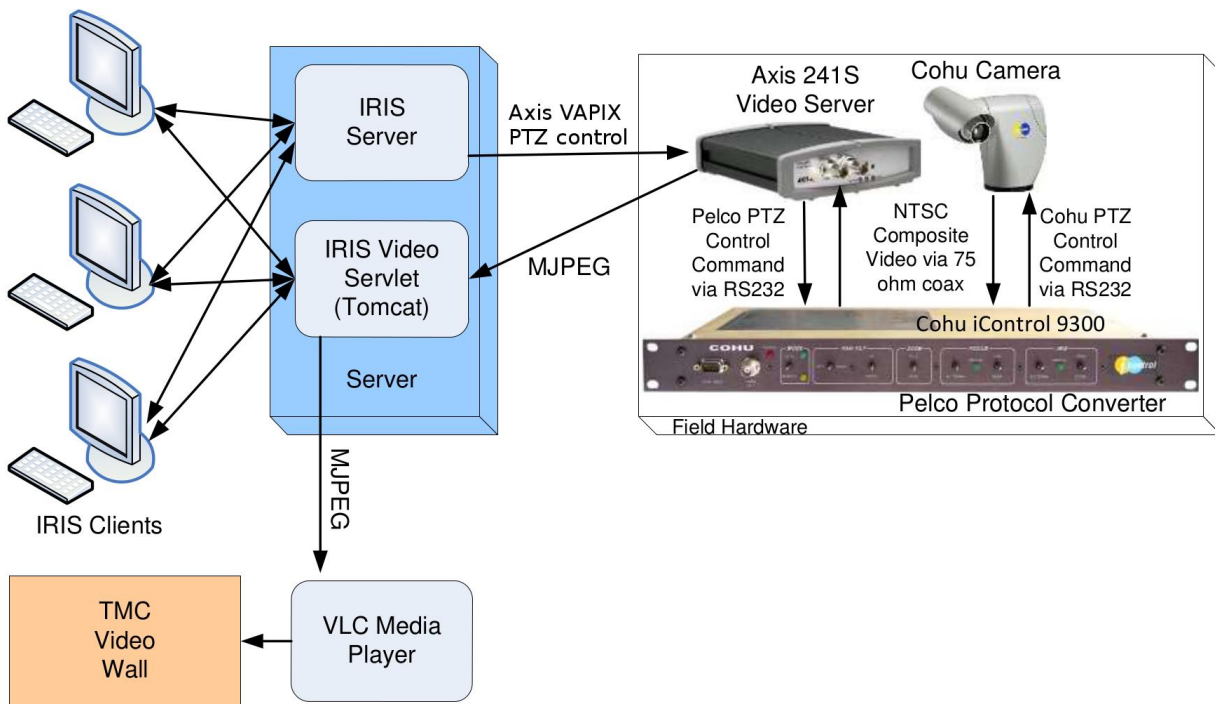 IRIS
Server
Axis VAPIX
PTZ control
Axis 241S
Video Server
Cohu Camera
IRIS Video
Servlet
(Tomcat)
MJPEG
Pelco PTZ
Control
Command
via RS232
NTSC
Composite
Video via 75
ohm coax
Cohu PTZ
Control
Command
via RS232
Cohu iControl 9300
COHU
Server
Pelco Protocol Converter
Field Hardware
MJPEG
IRIS Clients
TMC
Video
Wall
VLC Media
Player